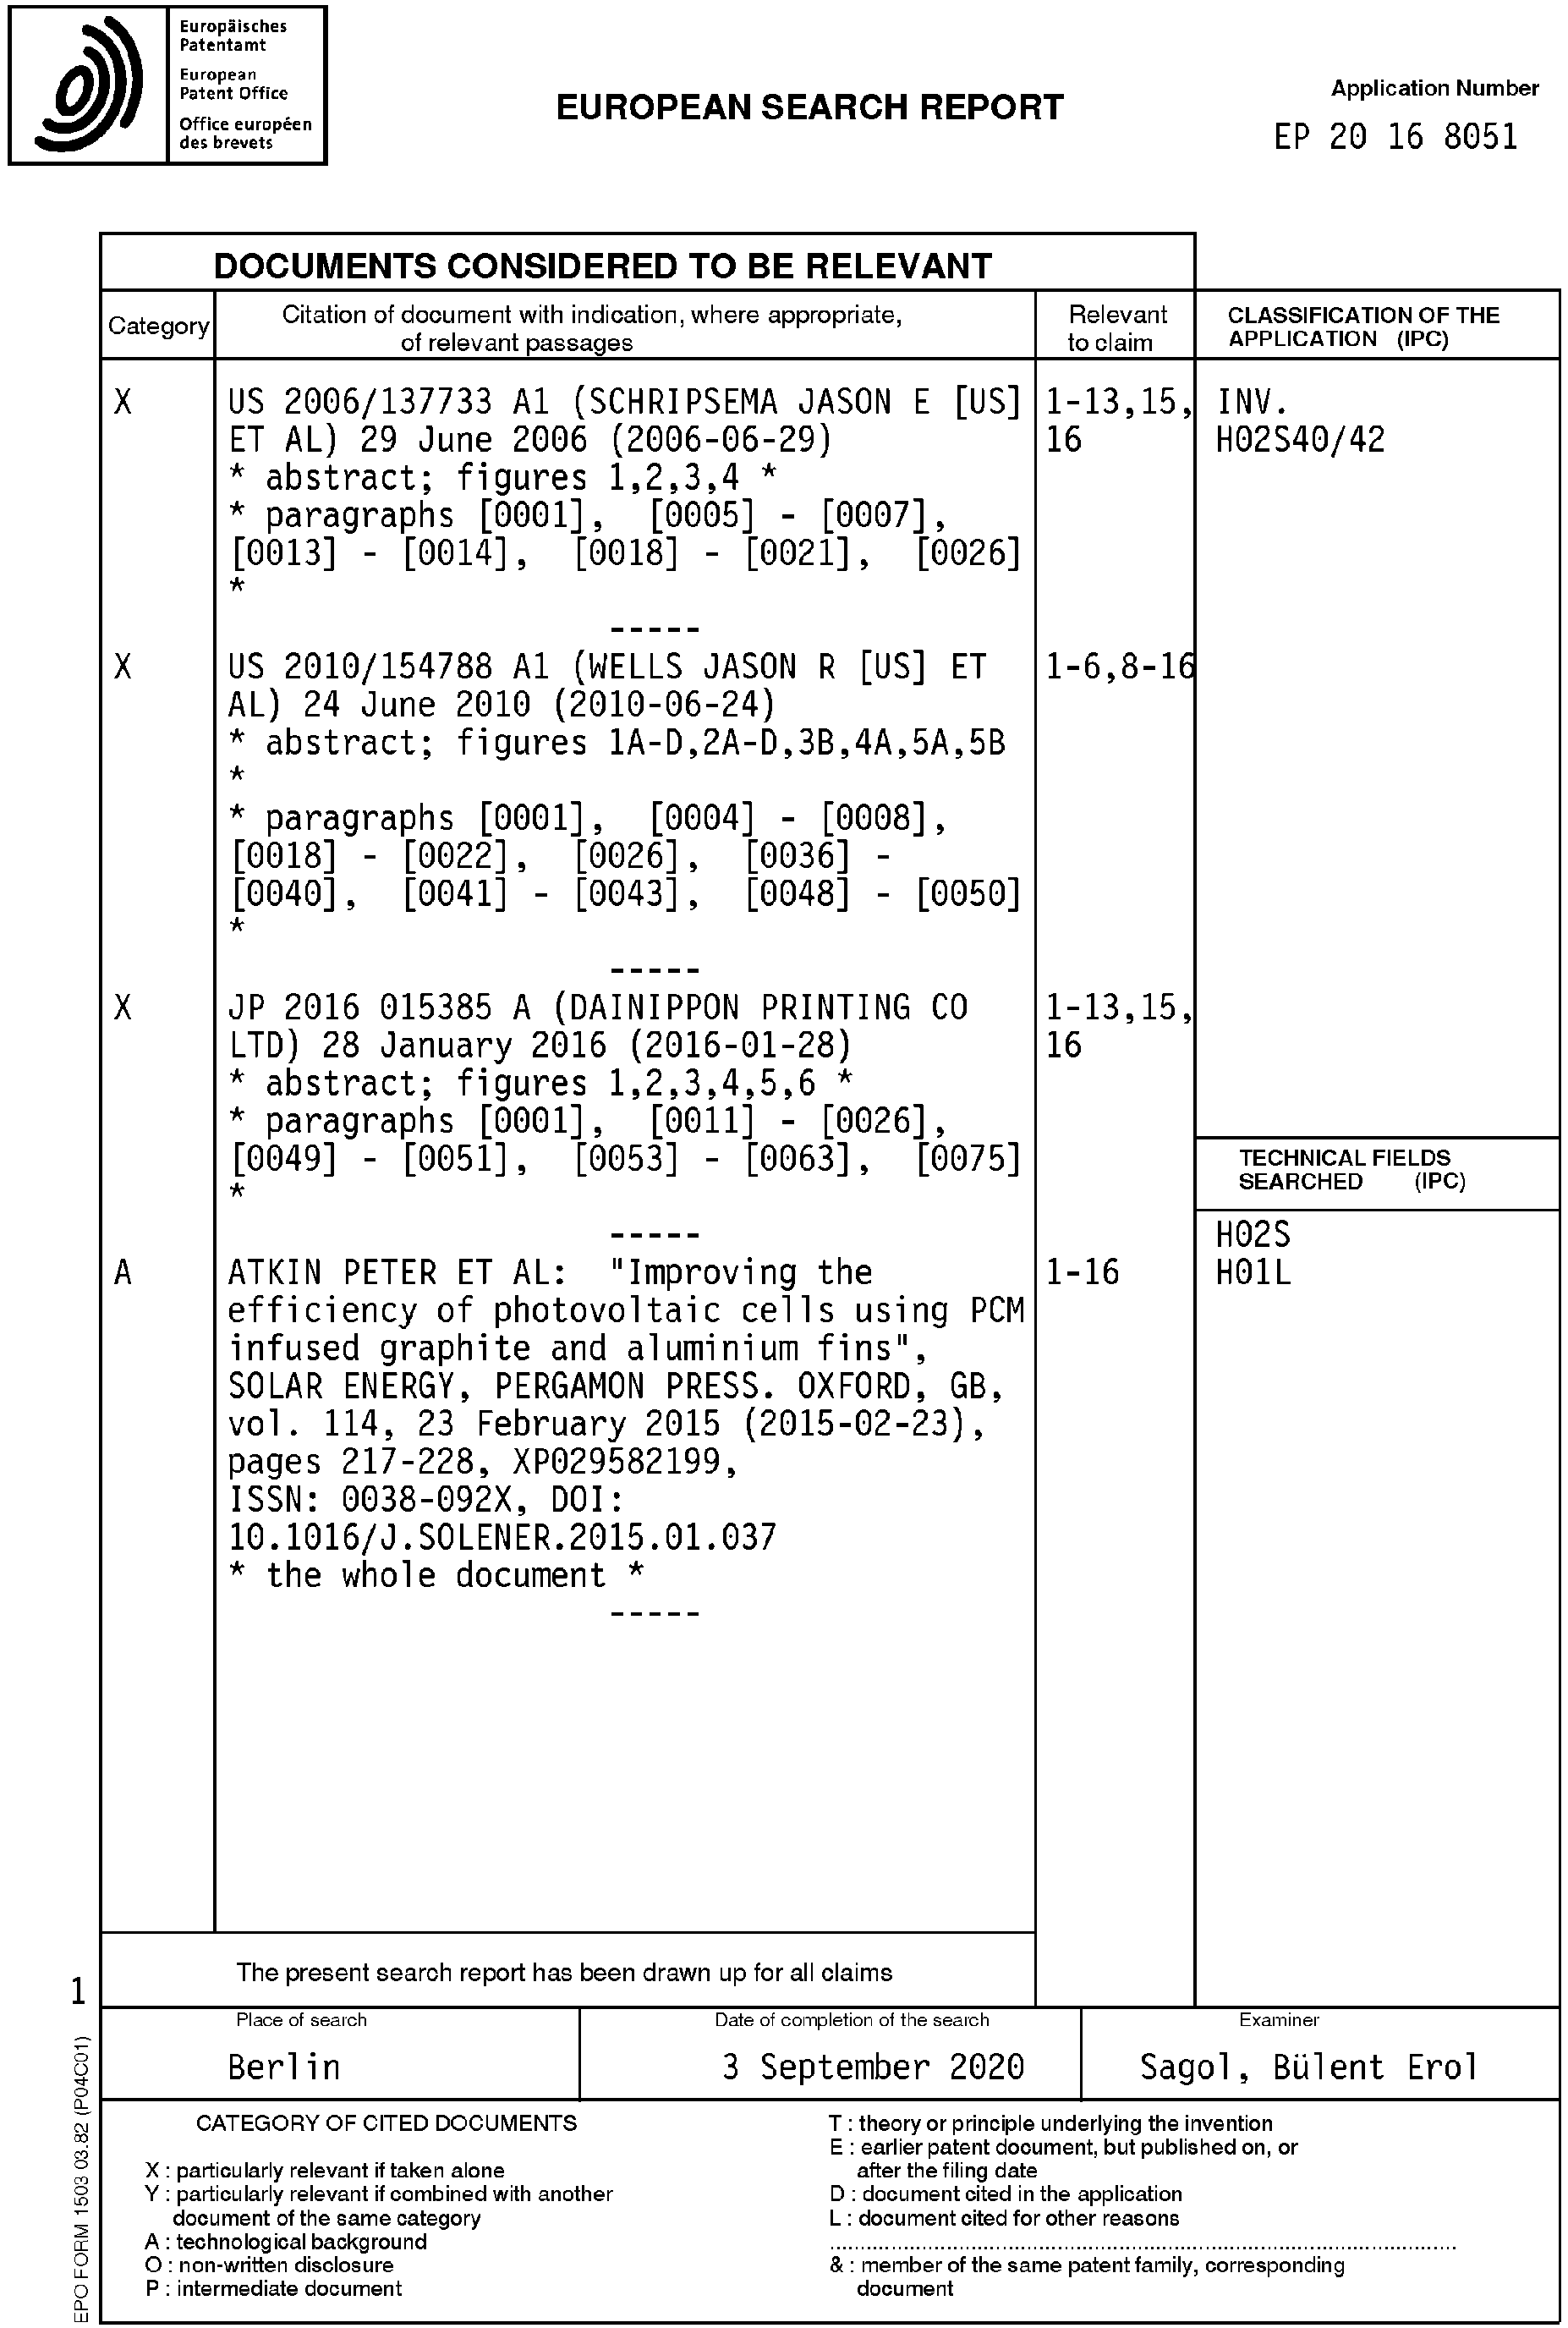 Europäisches
Patentamt
European
Patent Office
Office européen
des brevets
EUROPEAN SEARCH REPORT
Application Number
EP 20 16 8051
DOCUMENTS CONSIDERED TO BE RELEVANT
Category
Citation of document with indication, where appropriate,
of relevant passages
Relevant
to claim
CLASSIFICATION OF THE
APPLICATION (IPC)
X
US 2006/137733 A1 (SCHRIPSEMA JASON E [US]
ET AL) 29 June 2006 (2006-06-29)
* abstract; figures 1,2,3,4 *
* paragraphs [0001], [0005] - [0007],
[0013] - [0014], [0018] - [0021], [0026]
*
-----
1-13,15,
16
INV.
H02S40/42
X
US 2010/154788 A1 (WELLS JASON R [US] ET
AL) 24 June 2010 (2010-06-24)
* abstract; figures 1A-D,2A-D,3B,4A,5A,5B
*
* paragraphs [0001], [0004] - [0008],
[0018] - [0022], [0026], [0036] -
[0040], [0041] - [0043], [0048] - [0050]
*
-----
1-6,8-16
X
JP 2016 015385 A (DAINIPPON PRINTING CO
LTD) 28 January 2016 (2016-01-28)
* abstract; figures 1,2,3,4,5,6 *
* paragraphs [0001], [0011] - [0026],
[0049] - [0051], [0053] - [0063], [0075]
*
-----
1-13,15,
16
TECHNICAL FIELDS
SEARCHED (IPC)
H02S
H01L
A
ATKIN PETER ET AL: "Improving the
efficiency of photovoltaic cells using PCM
infused graphite and aluminium fins",
SOLAR ENERGY, PERGAMON PRESS. OXFORD, GB,
vol. 114, 23 February 2015 (2015-02-23),
pages 217-228, XP029582199,
ISSN: 0038-092X, DOI:
10.1016/J.SOLENER.2015.01.037
* the whole document *
-----
1-16
The present search report has been drawn up for all claims
1
Place of search
Berlin
Date of completion of the search
3 September 2020
Examiner
Sagol, Bülent Erol
CATEGORY OF CITED DOCUMENTS
X : particularly relevant if taken alone
Y : particularly relevant if combined with another
document of the same category
A : technological background
O : non-written disclosure
P : intermediate document
T : theory or principle underlying the invention
E : earlier patent document, but published on, or
after the filing date
D : document cited in the application
L : document cited for other reasons
& : member of the same patent family, corresponding
document
EPO FORM 1503 03.82 (P04C01)